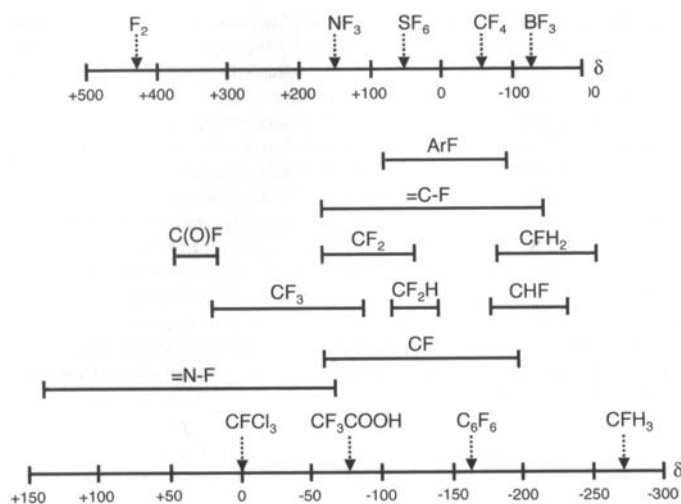 F2 NF3 SF6 CF4 BF3
δ
+500 +400 +300 +200 +100 0 -100 00
ArF
=C-F
C(O)F CF2 CFH2
CF3 CF2H CHF
CF
=N-F
CFCl3 CF3COOH C6F6 CFH3
δ
+150 +100 +50 0 -50 -100 -150 -200 -250 -300